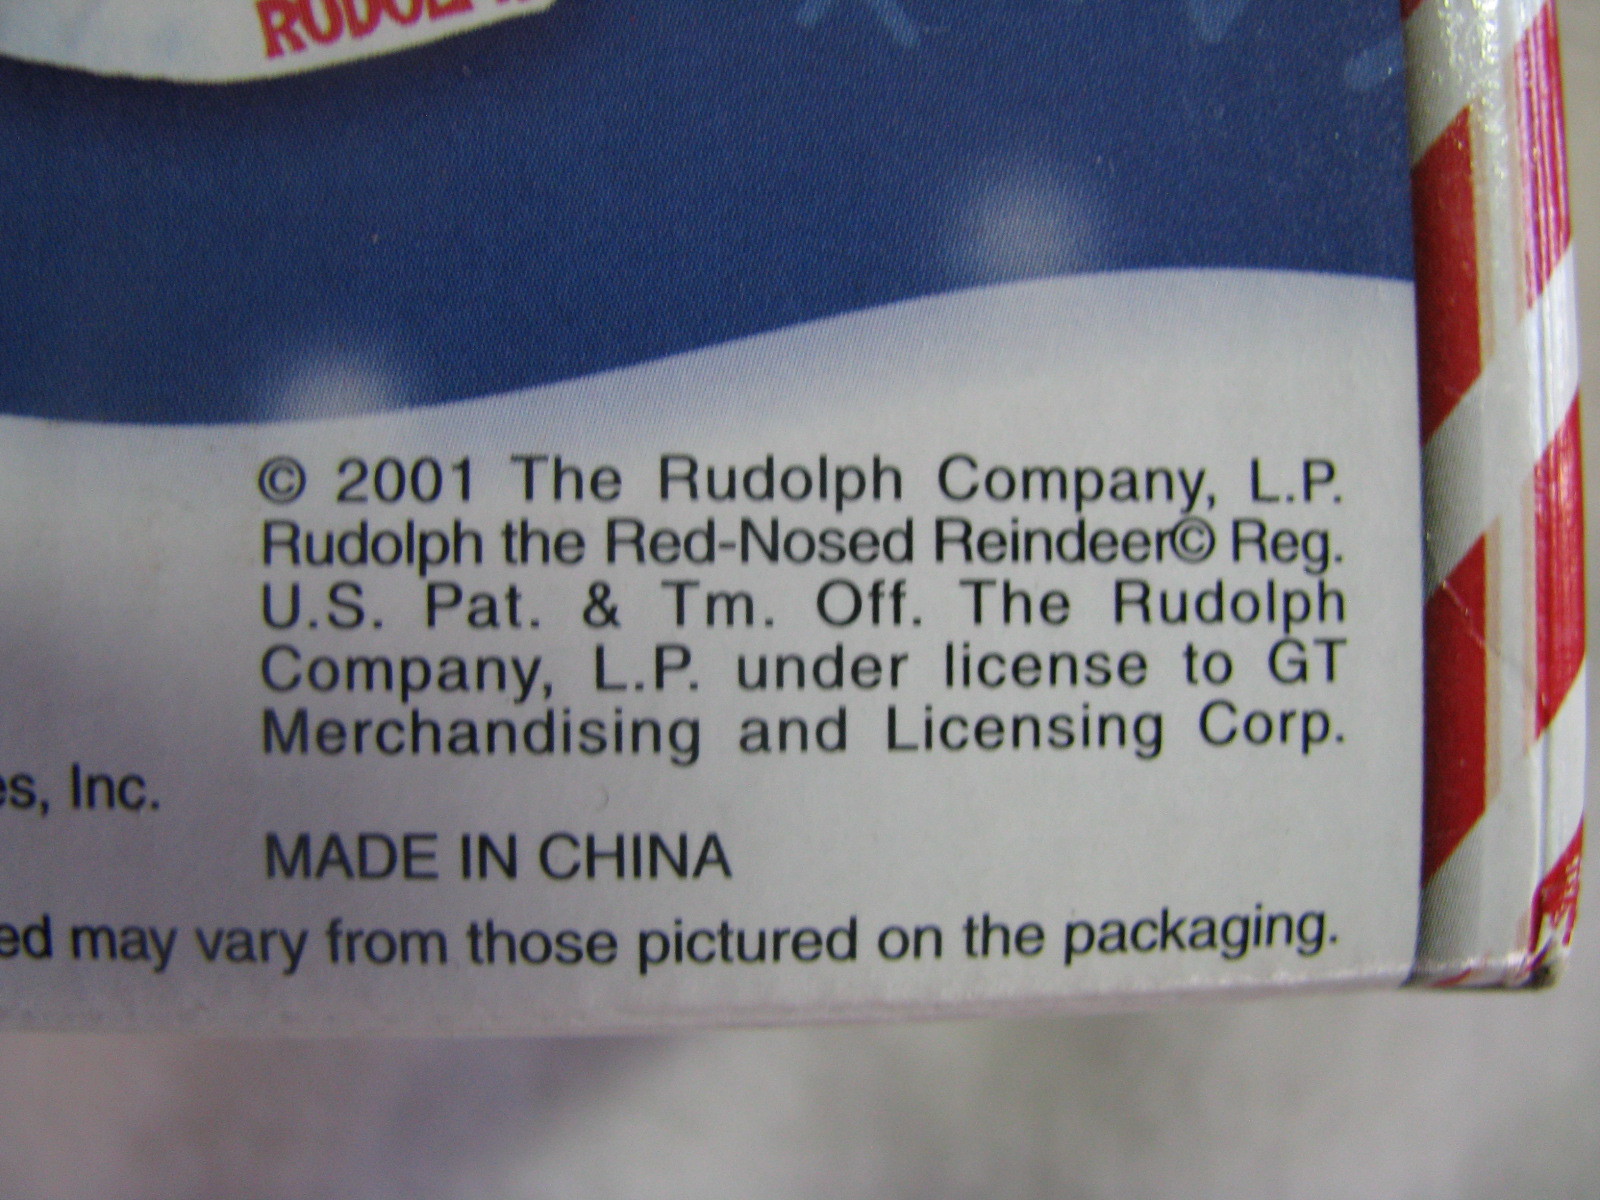 RUDOLPH
© 2001 The Rudolph Company, L.P.
Rudolph the Red-Nosed Reindeer© Reg.
U.S. Pat. & Tm. Off. The Rudolph
Company, L.P. under license to GT
Merchandising and Licensing Corp.
es, Inc.
MADE IN CHINA
ed may vary from those pictured on the packaging.